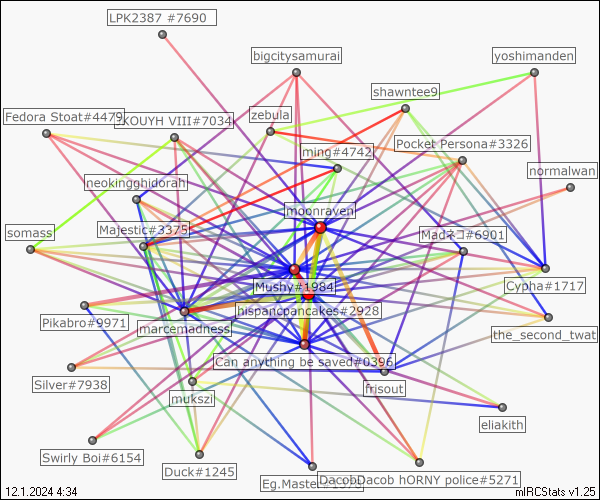 LPK2387 #7690
bigcitysamurai
yoshimanden
shawntee9
Fedora Stoat#4479
KOUYH VIII#7034
zebula
Pocket Persona#3326
ming#4742
normalwan
neokingghidorah
moonraven
somass
Majestic#3375
Madネコ#6901
Mushy#1984
Cypha#1717
hispancpancakes#2928
Pikabro#9971
marcemadness
the_second_twat
Can anything be saved#0396
Silver#7938
frisout
mukszi
eliakith
Swirly Boi#6154
Duck#1245
Eg.Master#
DacobDacob hORNY police#5271
12.1.2024 4:34
mIRCStats v1.25